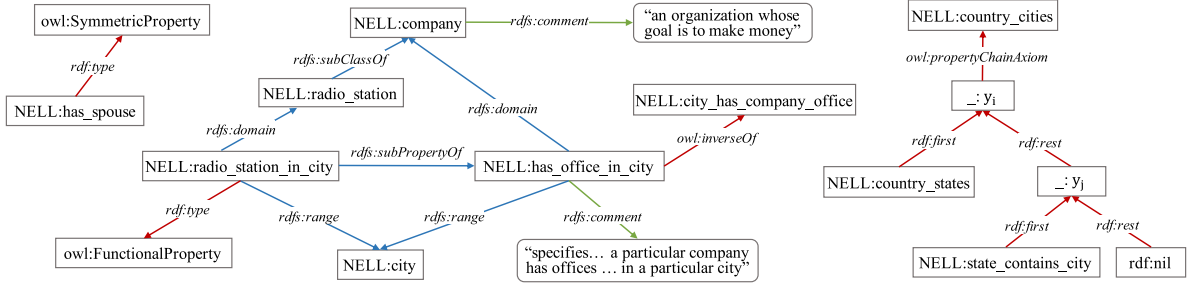 owl:SymmetricProperty
rdf:type
NELL:has_spouse
NELL:company
rdfs:comment
“an organization whose
goal is to make money”
rdfs:subClassOf
NELL:radio_station
rdfs:domain
rdfs:domain
NELL:radio_station_in_city
rdfs:subPropertyOf
NELL:has_office_in_city
NELL:city_has_company_office
owl:inverseOf
rdf:type
owl:FunctionalProperty
rdfs:range
rdfs:range
NELL:city
rdfs:comment
“specifies… a particular company
has offices … in a particular city”
NELL:country_cities
owl:propertyChainAxiom
_: yi
rdf:first
rdf:rest
NELL:country_states
_: yj
rdf:first
rdf:rest
NELL:state_contains_city
rdf:nil